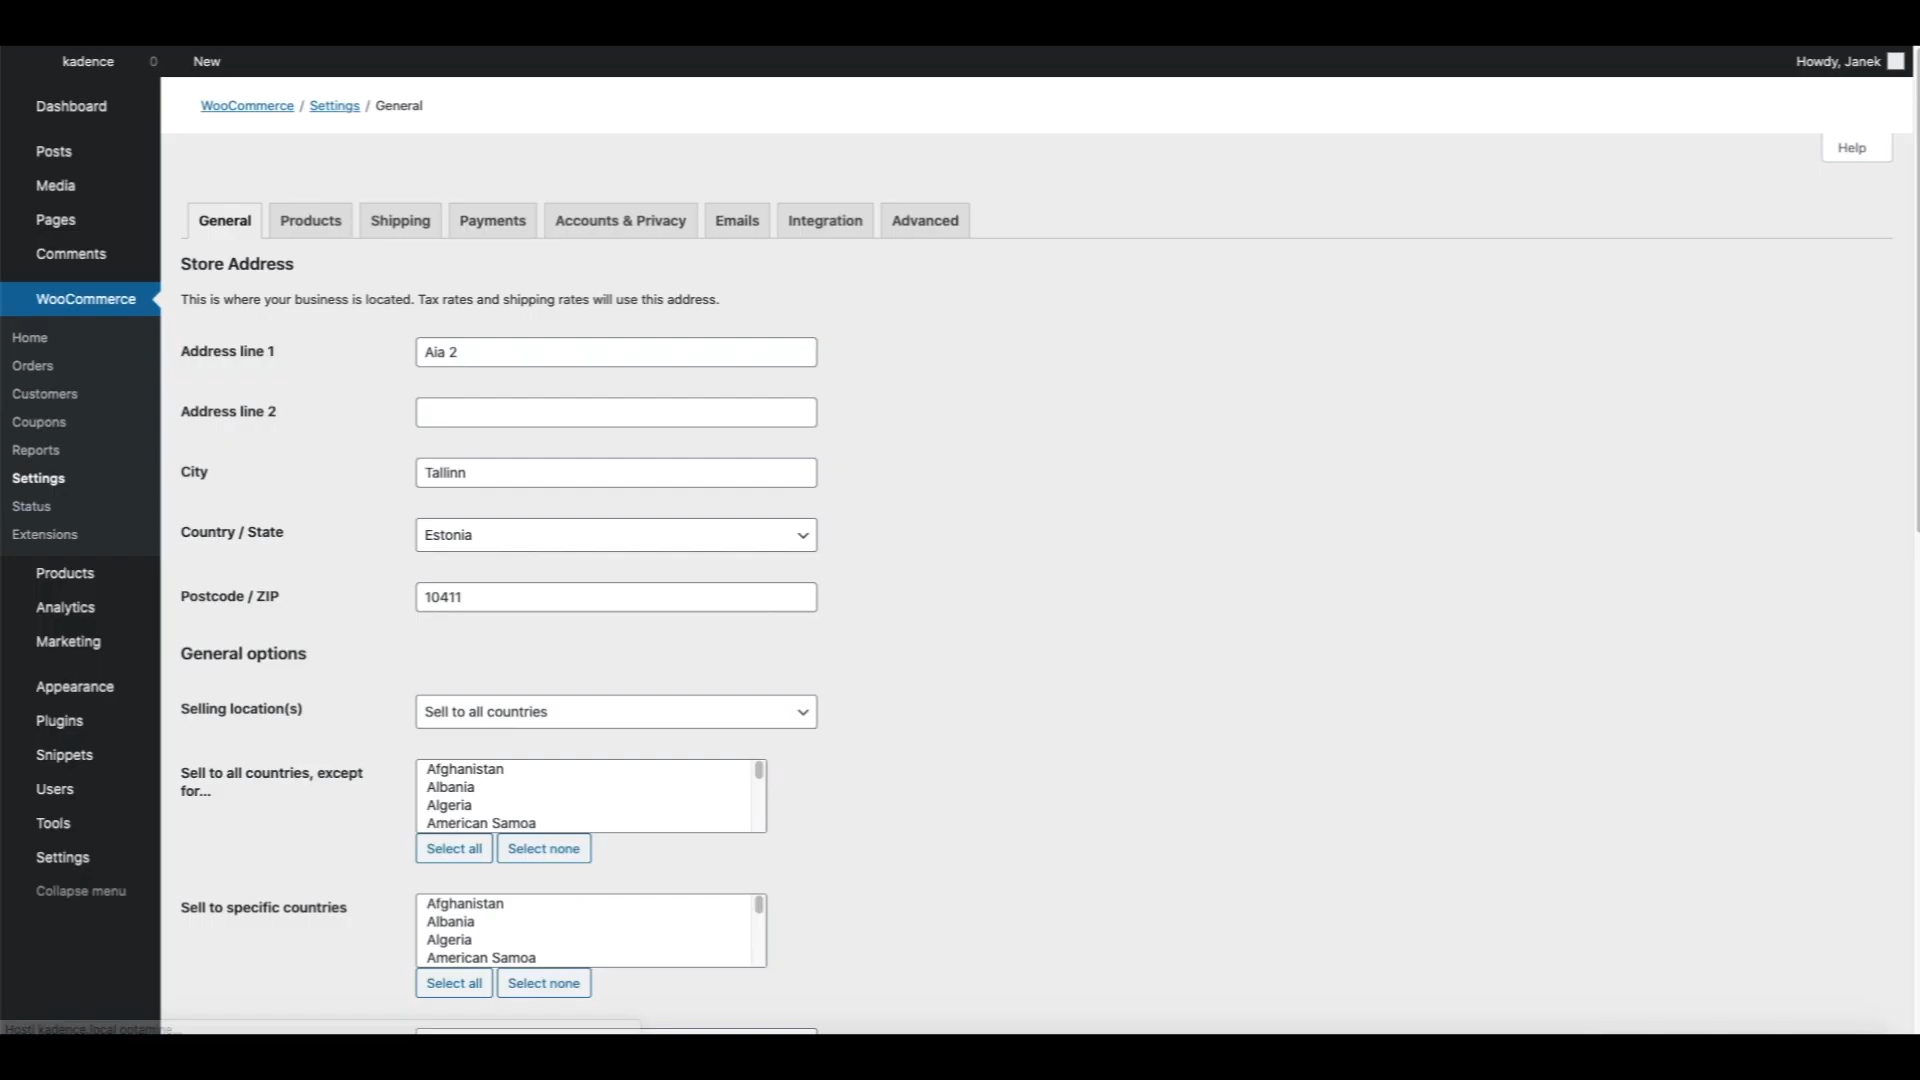 kadence 0 New Howdy, Janek
Dashboard
Posts
Media
Pages
Comments
WooCommerce
Home
Orders
Customers
Coupons
Reports
Settings
Status
Extensions
Products
Analytics
Marketing
Appearance
Plugins
Snippets
Users
Tools
Settings
Collapse menu
WooCommerce / Settings / General
Help
General Products Shipping Payments Accounts & Privacy Emails Integration Advanced
Store Address
This is where your business is located. Tax rates and shipping rates will use this address.
Address line 1 Aia 2
Address line 2
City Tallinn
Country / State Estonia
Postcode / ZIP 10411
General options
Selling location(s) Sell to all countries
Sell to all countries, except
for...
Afghanistan
Albania
Algeria
American Samoa
Select all Select none
Sell to specific countries
Afghanistan
Albania
Algeria
American Samoa
Select all Select none
Hosti kadence.local ootamine...